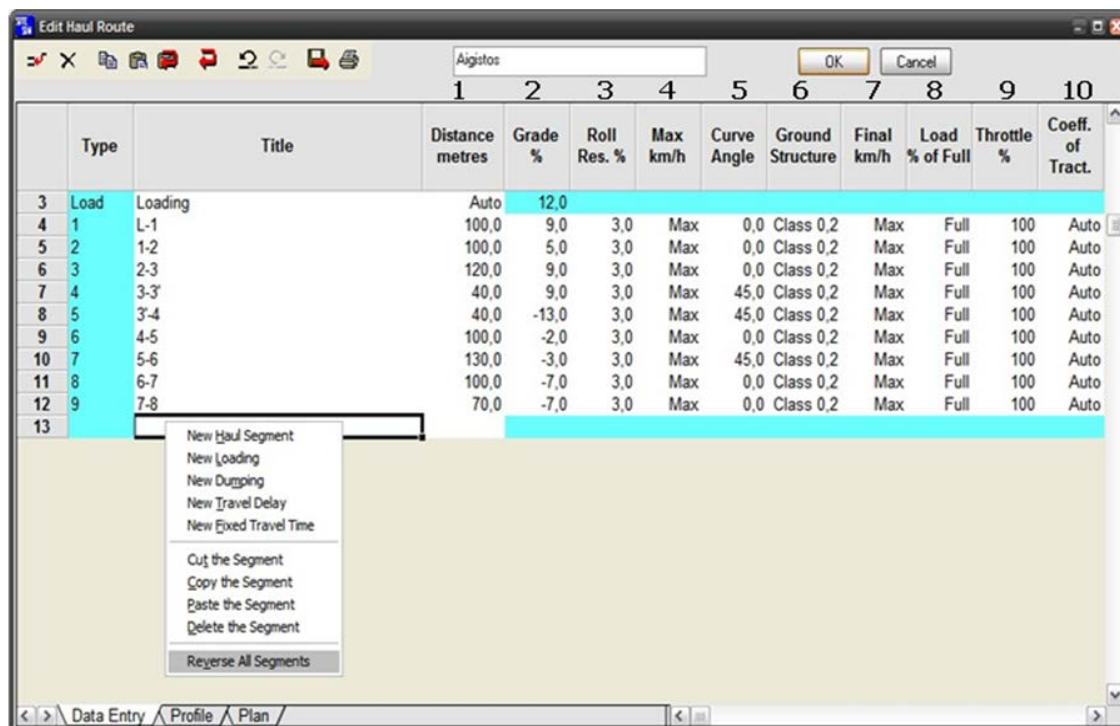 Edit Haul Route
Aigistos OK Cancel
1 2 3 4 5 6 7 8 9 10
Type Title Distance metres Grade % Roll Res. % Max km/h Curve Angle Ground Structure Final km/h Load % of Full Throttle % Coeff. of Tract.
3 Load Loading Auto 12,0
4 1 L-1 100,0 9,0 3,0 Max 0,0 Class 0,2 Max Full 100 Auto
5 2 1-2 100,0 5,0 3,0 Max 0,0 Class 0,2 Max Full 100 Auto
6 3 2-3 120,0 9,0 3,0 Max 0,0 Class 0,2 Max Full 100 Auto
7 4 3-3' 40,0 9,0 3,0 Max 45,0 Class 0,2 Max Full 100 Auto
8 5 3'-4 40,0 -13,0 3,0 Max 45,0 Class 0,2 Max Full 100 Auto
9 6 4-5 100,0 -2,0 3,0 Max 0,0 Class 0,2 Max Full 100 Auto
10 7 5-6 130,0 -3,0 3,0 Max 45,0 Class 0,2 Max Full 100 Auto
11 8 6-7 100,0 -7,0 3,0 Max 0,0 Class 0,2 Max Full 100 Auto
12 9 7-8 70,0 -7,0 3,0 Max 0,0 Class 0,2 Max Full 100 Auto
13
New Haul Segment
New Loading
New Dumping
New Travel Delay
New Fixed Travel Time
Cut the Segment
Copy the Segment
Paste the Segment
Delete the Segment
Reverse All Segments
Data Entry Profile Plan